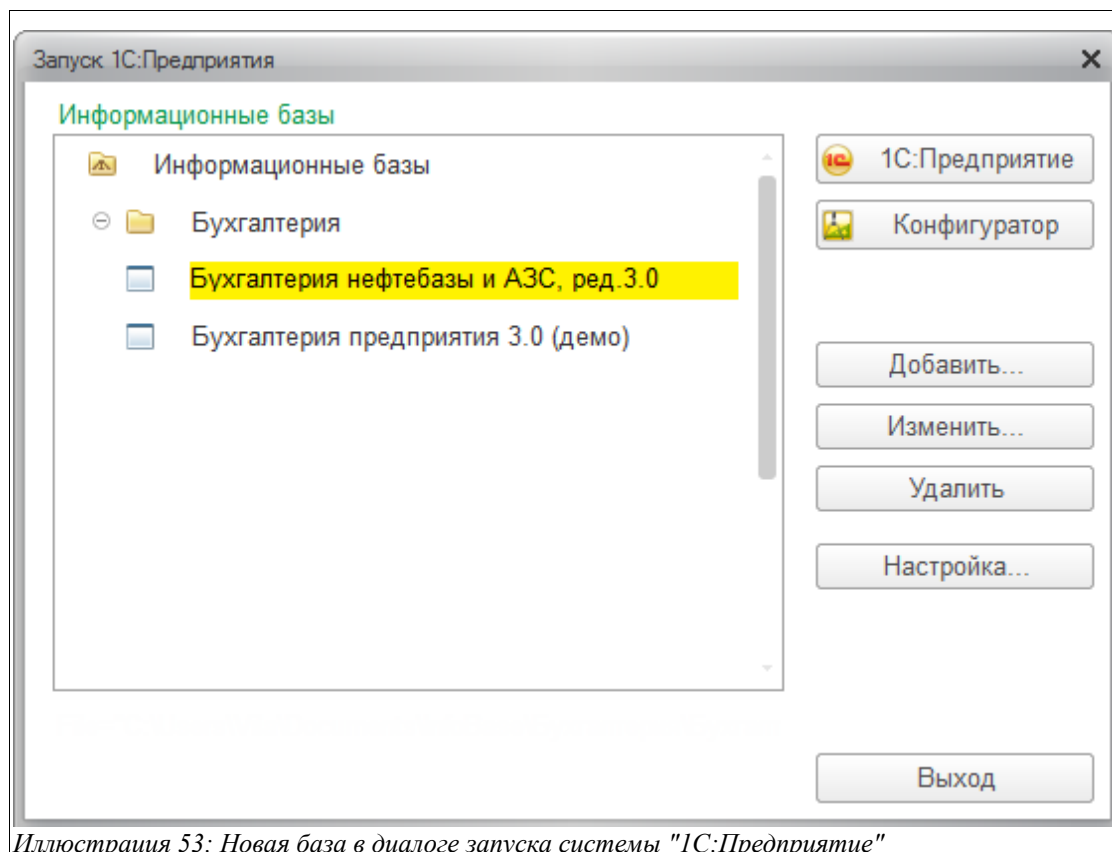 Запуск 1С:Предприятия
Информационные базы
Информационные базы
1С:Предприятие
Бухгалтерия
Конфигуратор
Бухгалтерия нефтебазы и АЗС, ред.3.0
Бухгалтерия предприятия 3.0 (демо)
Добавить...
Изменить...
Удалить
Настройка...
Выход
Иллюстрация 53: Новая база в диалоге запуска системы "1С:Предприятие"